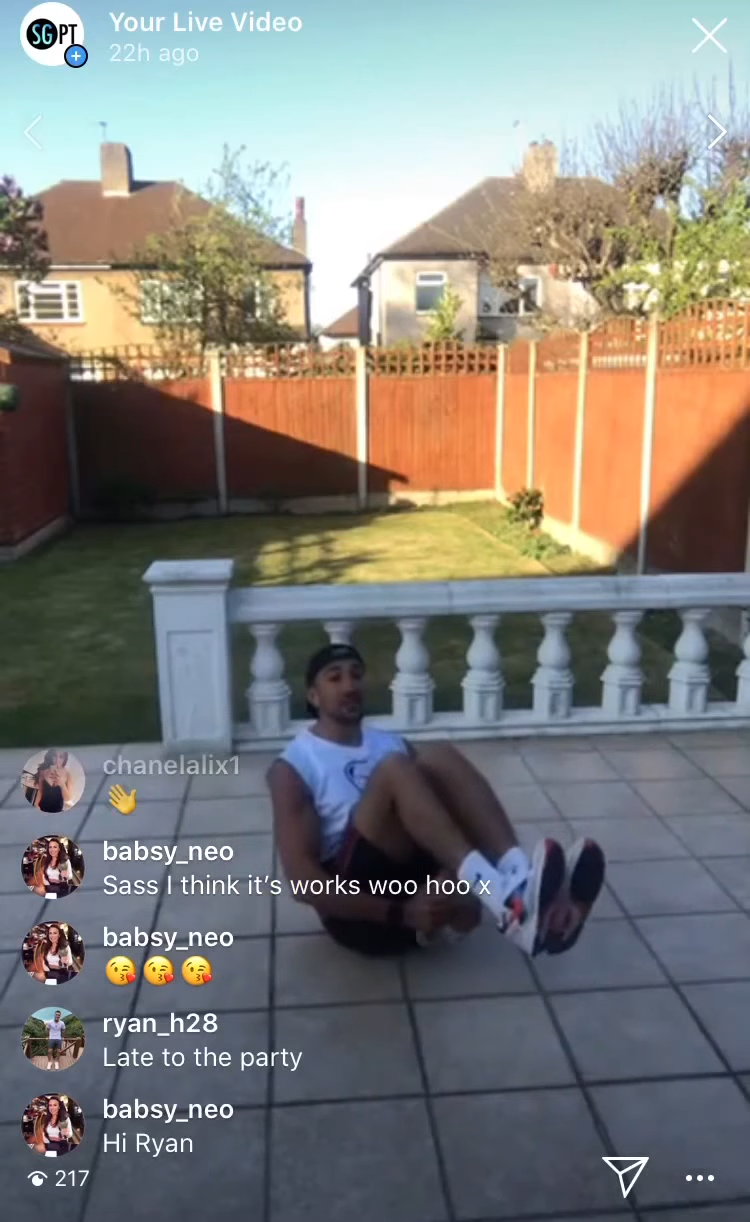 SGPT
Your Live Video
22h ago
chanelalix1
👋
babsy_neo
Sass I think it’s works woo hoo x
babsy_neo
😘😘😘
ryan_h28
Late to the party
babsy_neo
Hi Ryan
217